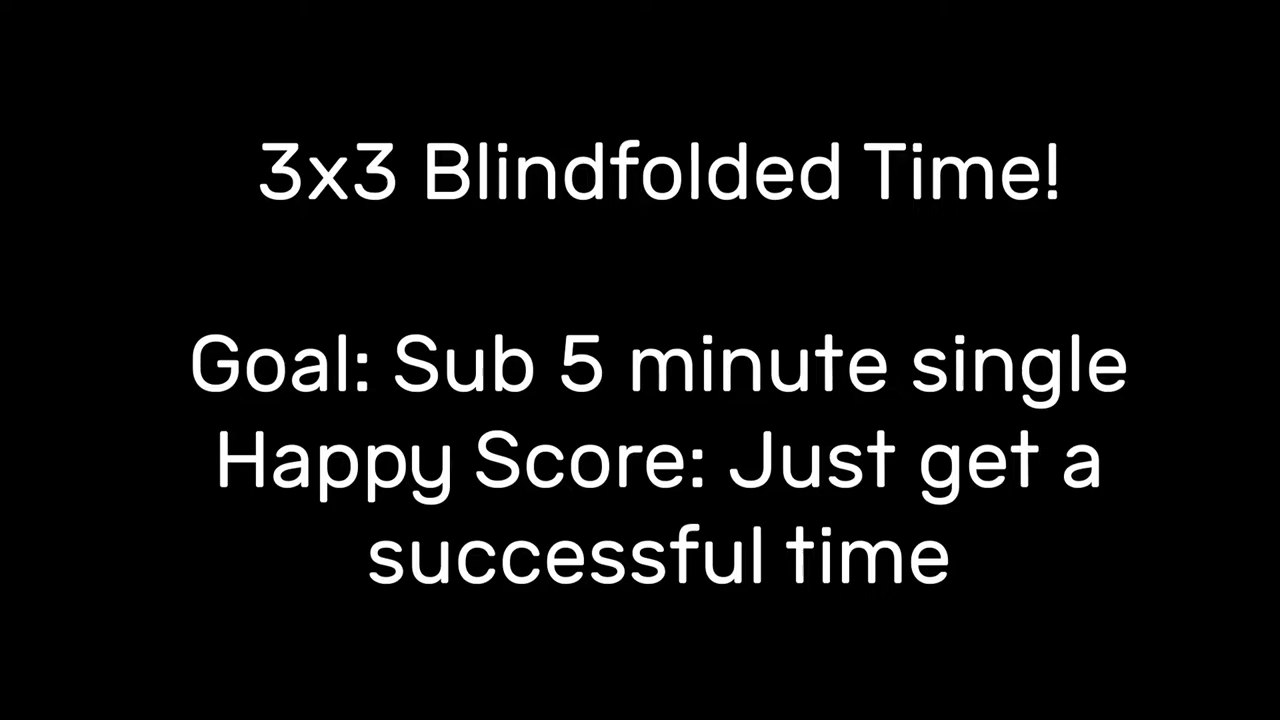 3x3 Blindfolded Time!
Goal: Sub 5 minute single
Happy Score: Just get a
successful time